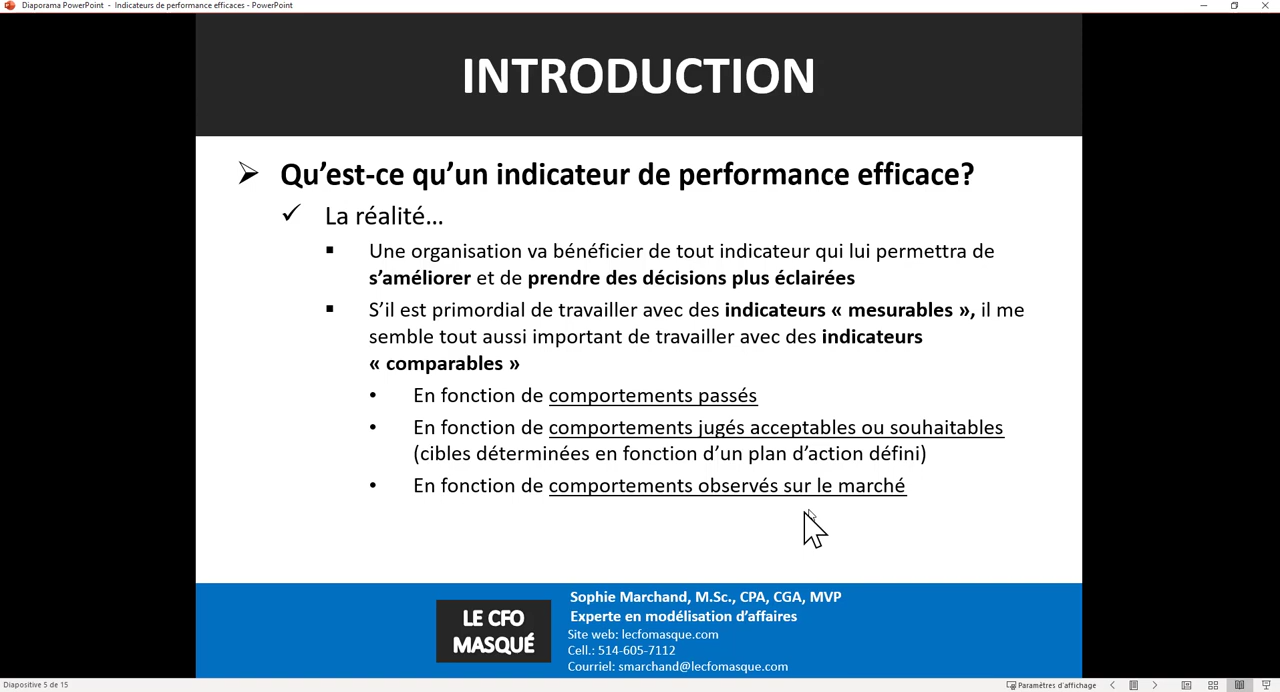 Diaporama PowerPoint - Indicateurs de performance efficaces - PowerPoint
INTRODUCTION
Qu’est-ce qu’un indicateur de performance efficace?
La réalité…
Une organisation va bénéficier de tout indicateur qui lui permettra de
s’améliorer et de prendre des décisions plus éclairées
S’il est primordial de travailler avec des indicateurs « mesurables », il me
semble tout aussi important de travailler avec des indicateurs
« comparables »
En fonction de comportements passés
En fonction de comportements jugés acceptables ou souhaitables
(cibles déterminées en fonction d’un plan d’action défini)
En fonction de comportements observés sur le marché
LE CFO
MASQUÉ
Sophie Marchand, M.Sc., CPA, CGA, MVP
Experte en modélisation d’affaires
Site web: lecfomasque.com
Cell.: 514-605-7112
Courriel: smarchand@lecfomasque.com
Diapositive 5 de 15
Paramètres d'affichage